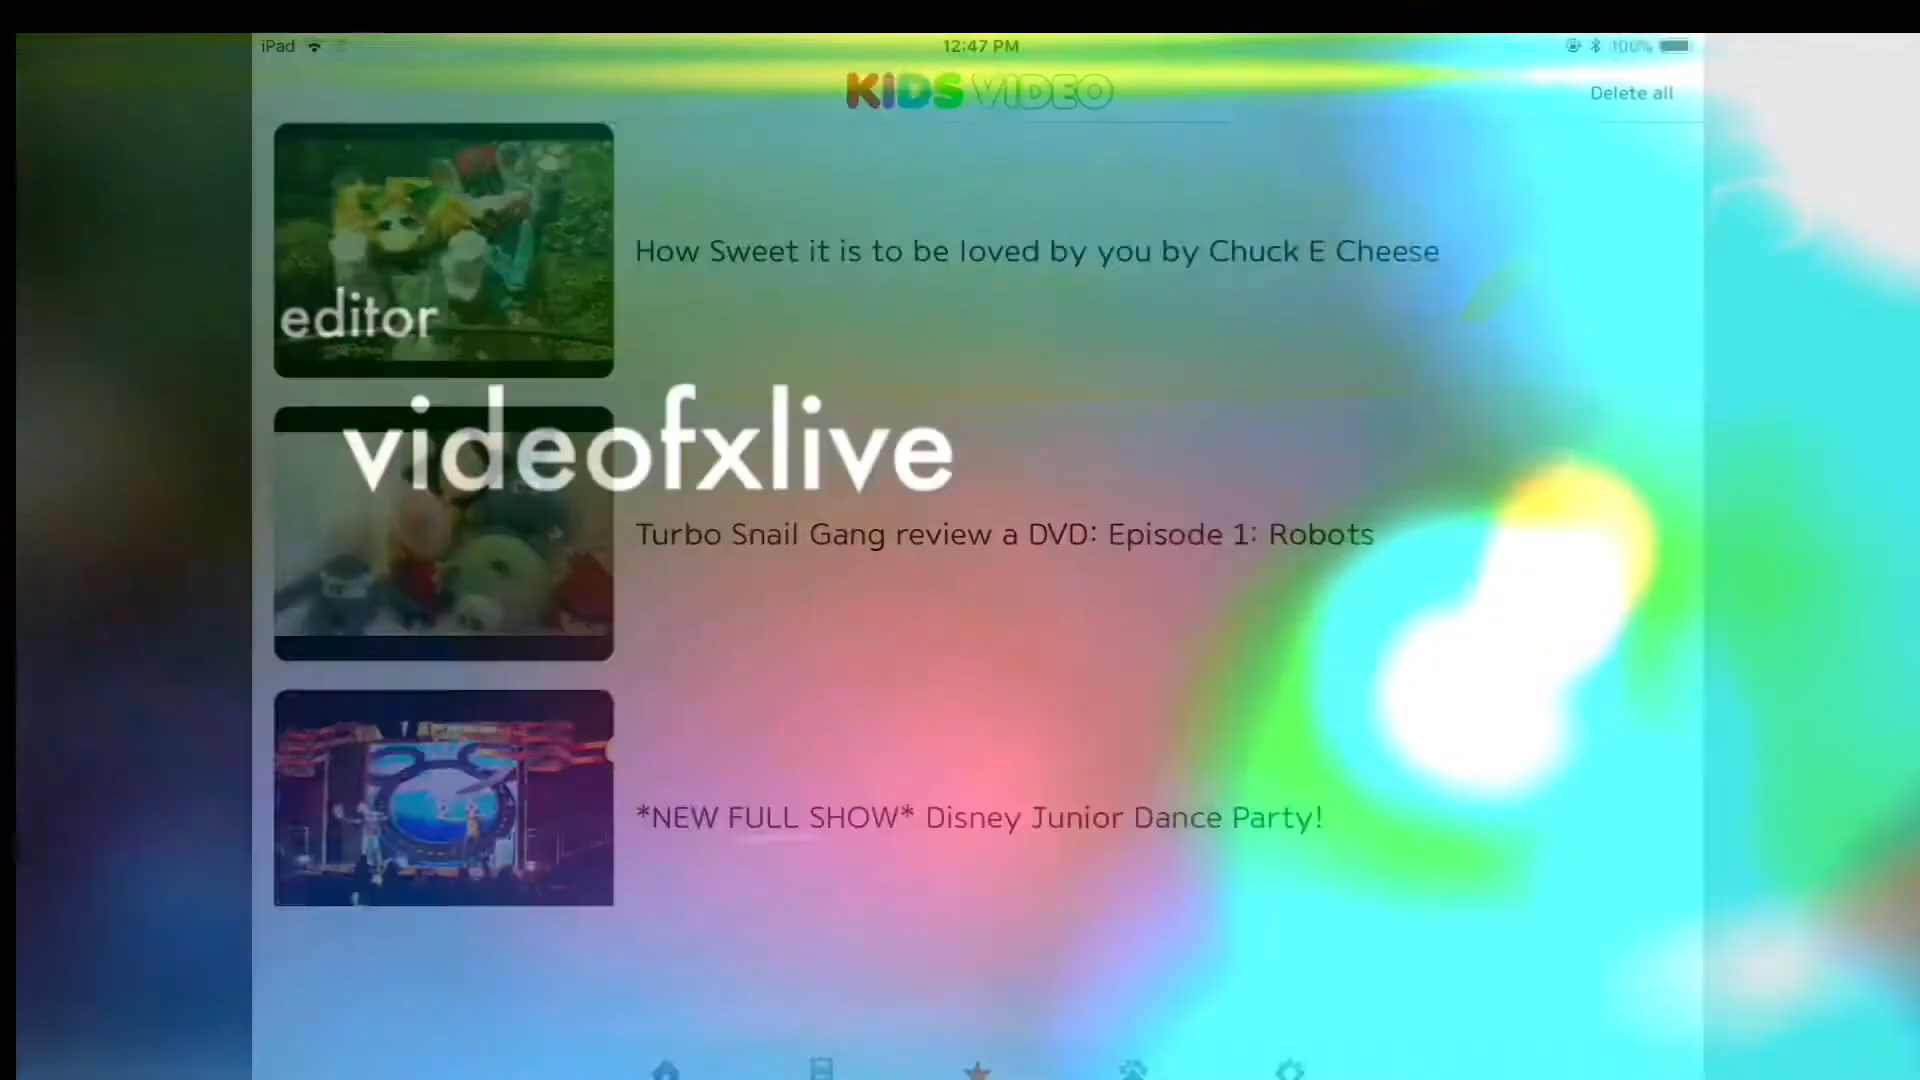 iPad
12:47 PM
100%
KIDS VIDEO
Delete all
How Sweet it is to be loved by you by Chuck E Cheese
editor
videofxlive
Turbo Snail Gang review a DVD: Episode 1: Robots
*NEW FULL SHOW* Disney Junior Dance Party!